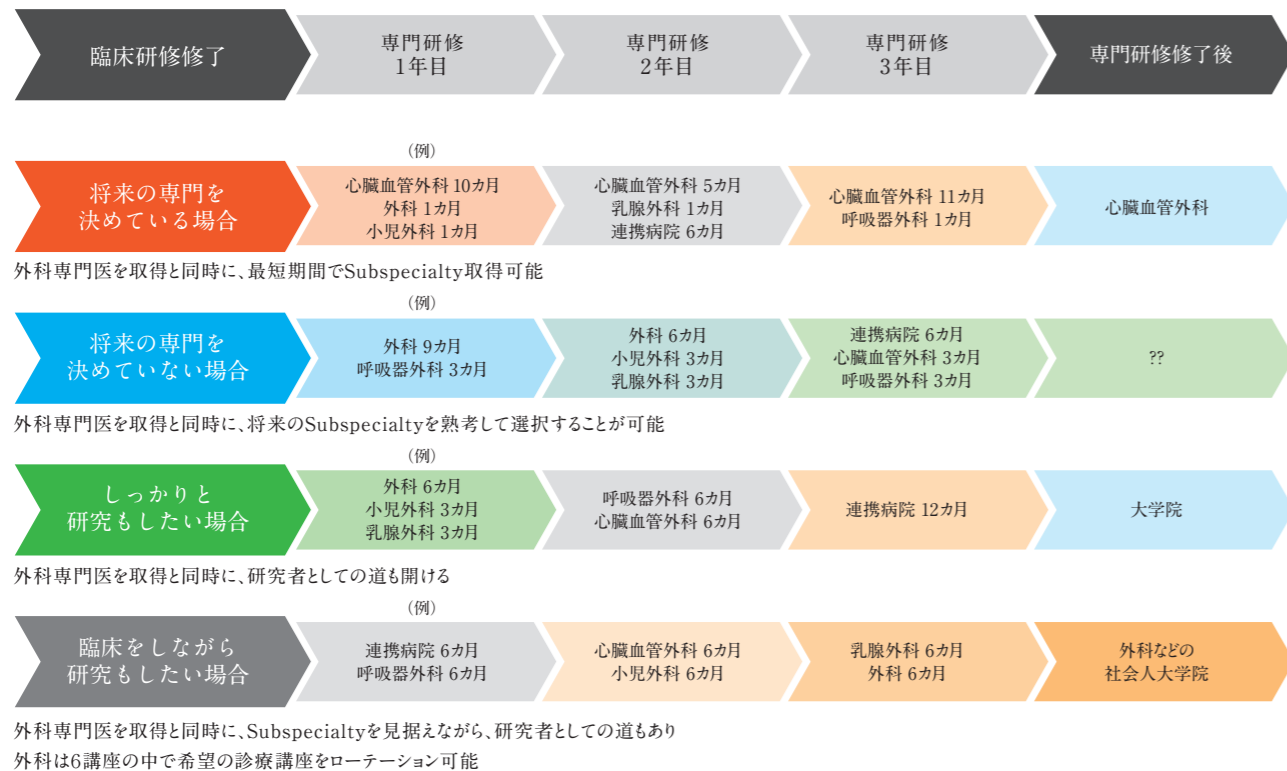 臨床研修修了
専門研修
1年目
専門研修
2年目
専門研修
3年目
専門研修修了後
(例)
将来の専門を
決めている場合
心臓血管外科 10カ月
外科 1カ月
小児外科 1カ月
心臓血管外科 5カ月
乳腺外科 1カ月
連携病院 6カ月
心臓血管外科 11カ月
呼吸器外科 1カ月
心臓血管外科
外科専門医を取得と同時に、最短期間でSubspecialty取得可能
(例)
将来の専門を
決めていない場合
外科 9カ月
呼吸器外科 3カ月
外科 6カ月
小児外科 3カ月
乳腺外科 3カ月
連携病院 6カ月
心臓血管外科 3カ月
呼吸器外科 3カ月
??
外科専門医を取得と同時に、将来のSubspecialtyを熟考して選択することが可能
(例)
しっかりと
研究もしたい場合
外科 6カ月
小児外科 3カ月
乳腺外科 3カ月
呼吸器外科 6カ月
心臓血管外科 6カ月
連携病院 12カ月
大学院
外科専門医を取得と同時に、研究者としての道も開ける
(例)
臨床をしながら
研究もしたい場合
連携病院 6カ月
呼吸器外科 6カ月
心臓血管外科 6カ月
小児外科 6カ月
乳腺外科 6カ月
外科 6カ月
外科などの
社会人大学院
外科専門医を取得と同時に、Subspecialtyを見据えながら、研究者としての道もあり
外科は6講座の中で希望の診療講座をローテーション可能